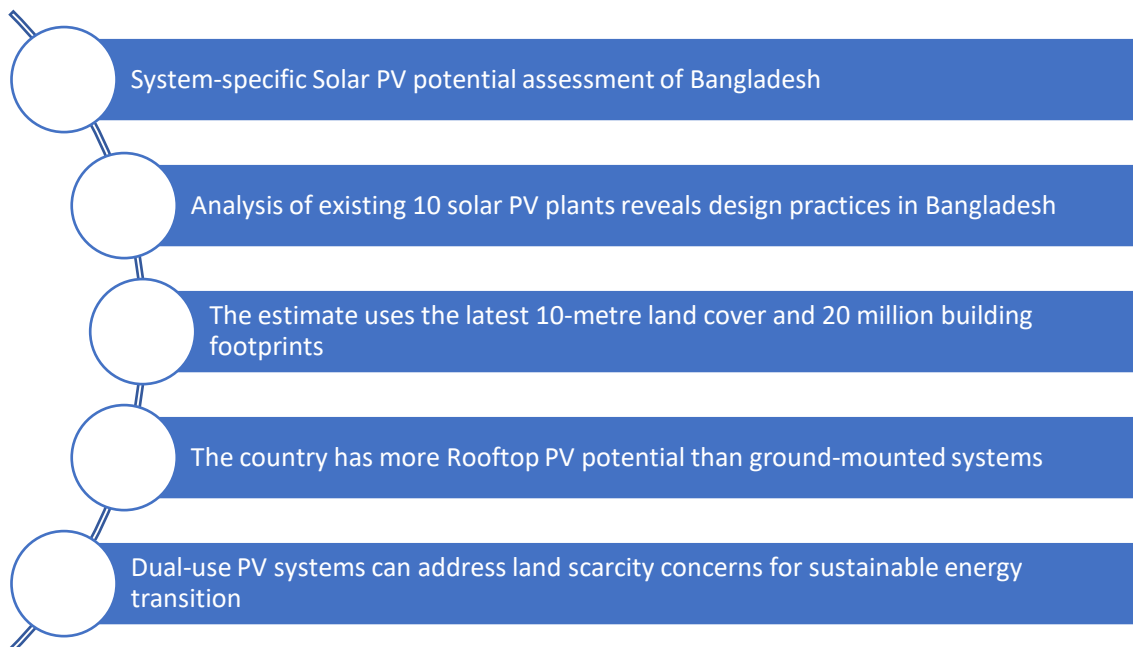 System-specific Solar PV potential assessment of Bangladesh
Analysis of existing 10 solar PV plants reveals design practices in Bangladesh
The estimate uses the latest 10-metre land cover and 20 million building
footprints
The country has more Rooftop PV potential than ground-mounted systems
Dual-use PV systems can address land scarcity concerns for sustainable energy
transition